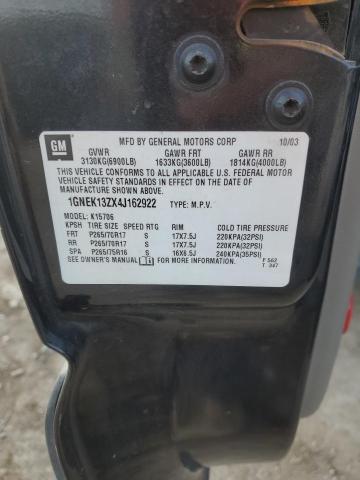 GM
MFD BY GENERAL MOTORS CORP 10/03
GVWR GAWR FRT GAWR RR
3130KG(6900LB) 1633KG(3600LB) 1814KG(4000LB)
THIS VEHICLE CONFORMS TO ALL APPLICABLE U.S. FEDERAL MOTOR
VEHICLE SAFETY STANDARDS IN EFFECT ON THE DATE OF
MANUFACTURE SHOWN ABOVE.
1GNEK13ZX4J162922 TYPE: M.P.V.
MODEL: K15706
KST TIRE SIZE SPEED RTG RIM COLD TIRE PRESSURE
FRT P265/70R17 S 17X7.5J 220KPA(32PSI)
RR P265/70R17 S 17X7.5J 220KPA(32PSI)
SPA P265/75R16 S 16X6.5J 240KPA(35PSI)
SEE OWNER'S MANUAL FOR MORE INFORMATION. F 562
T 347